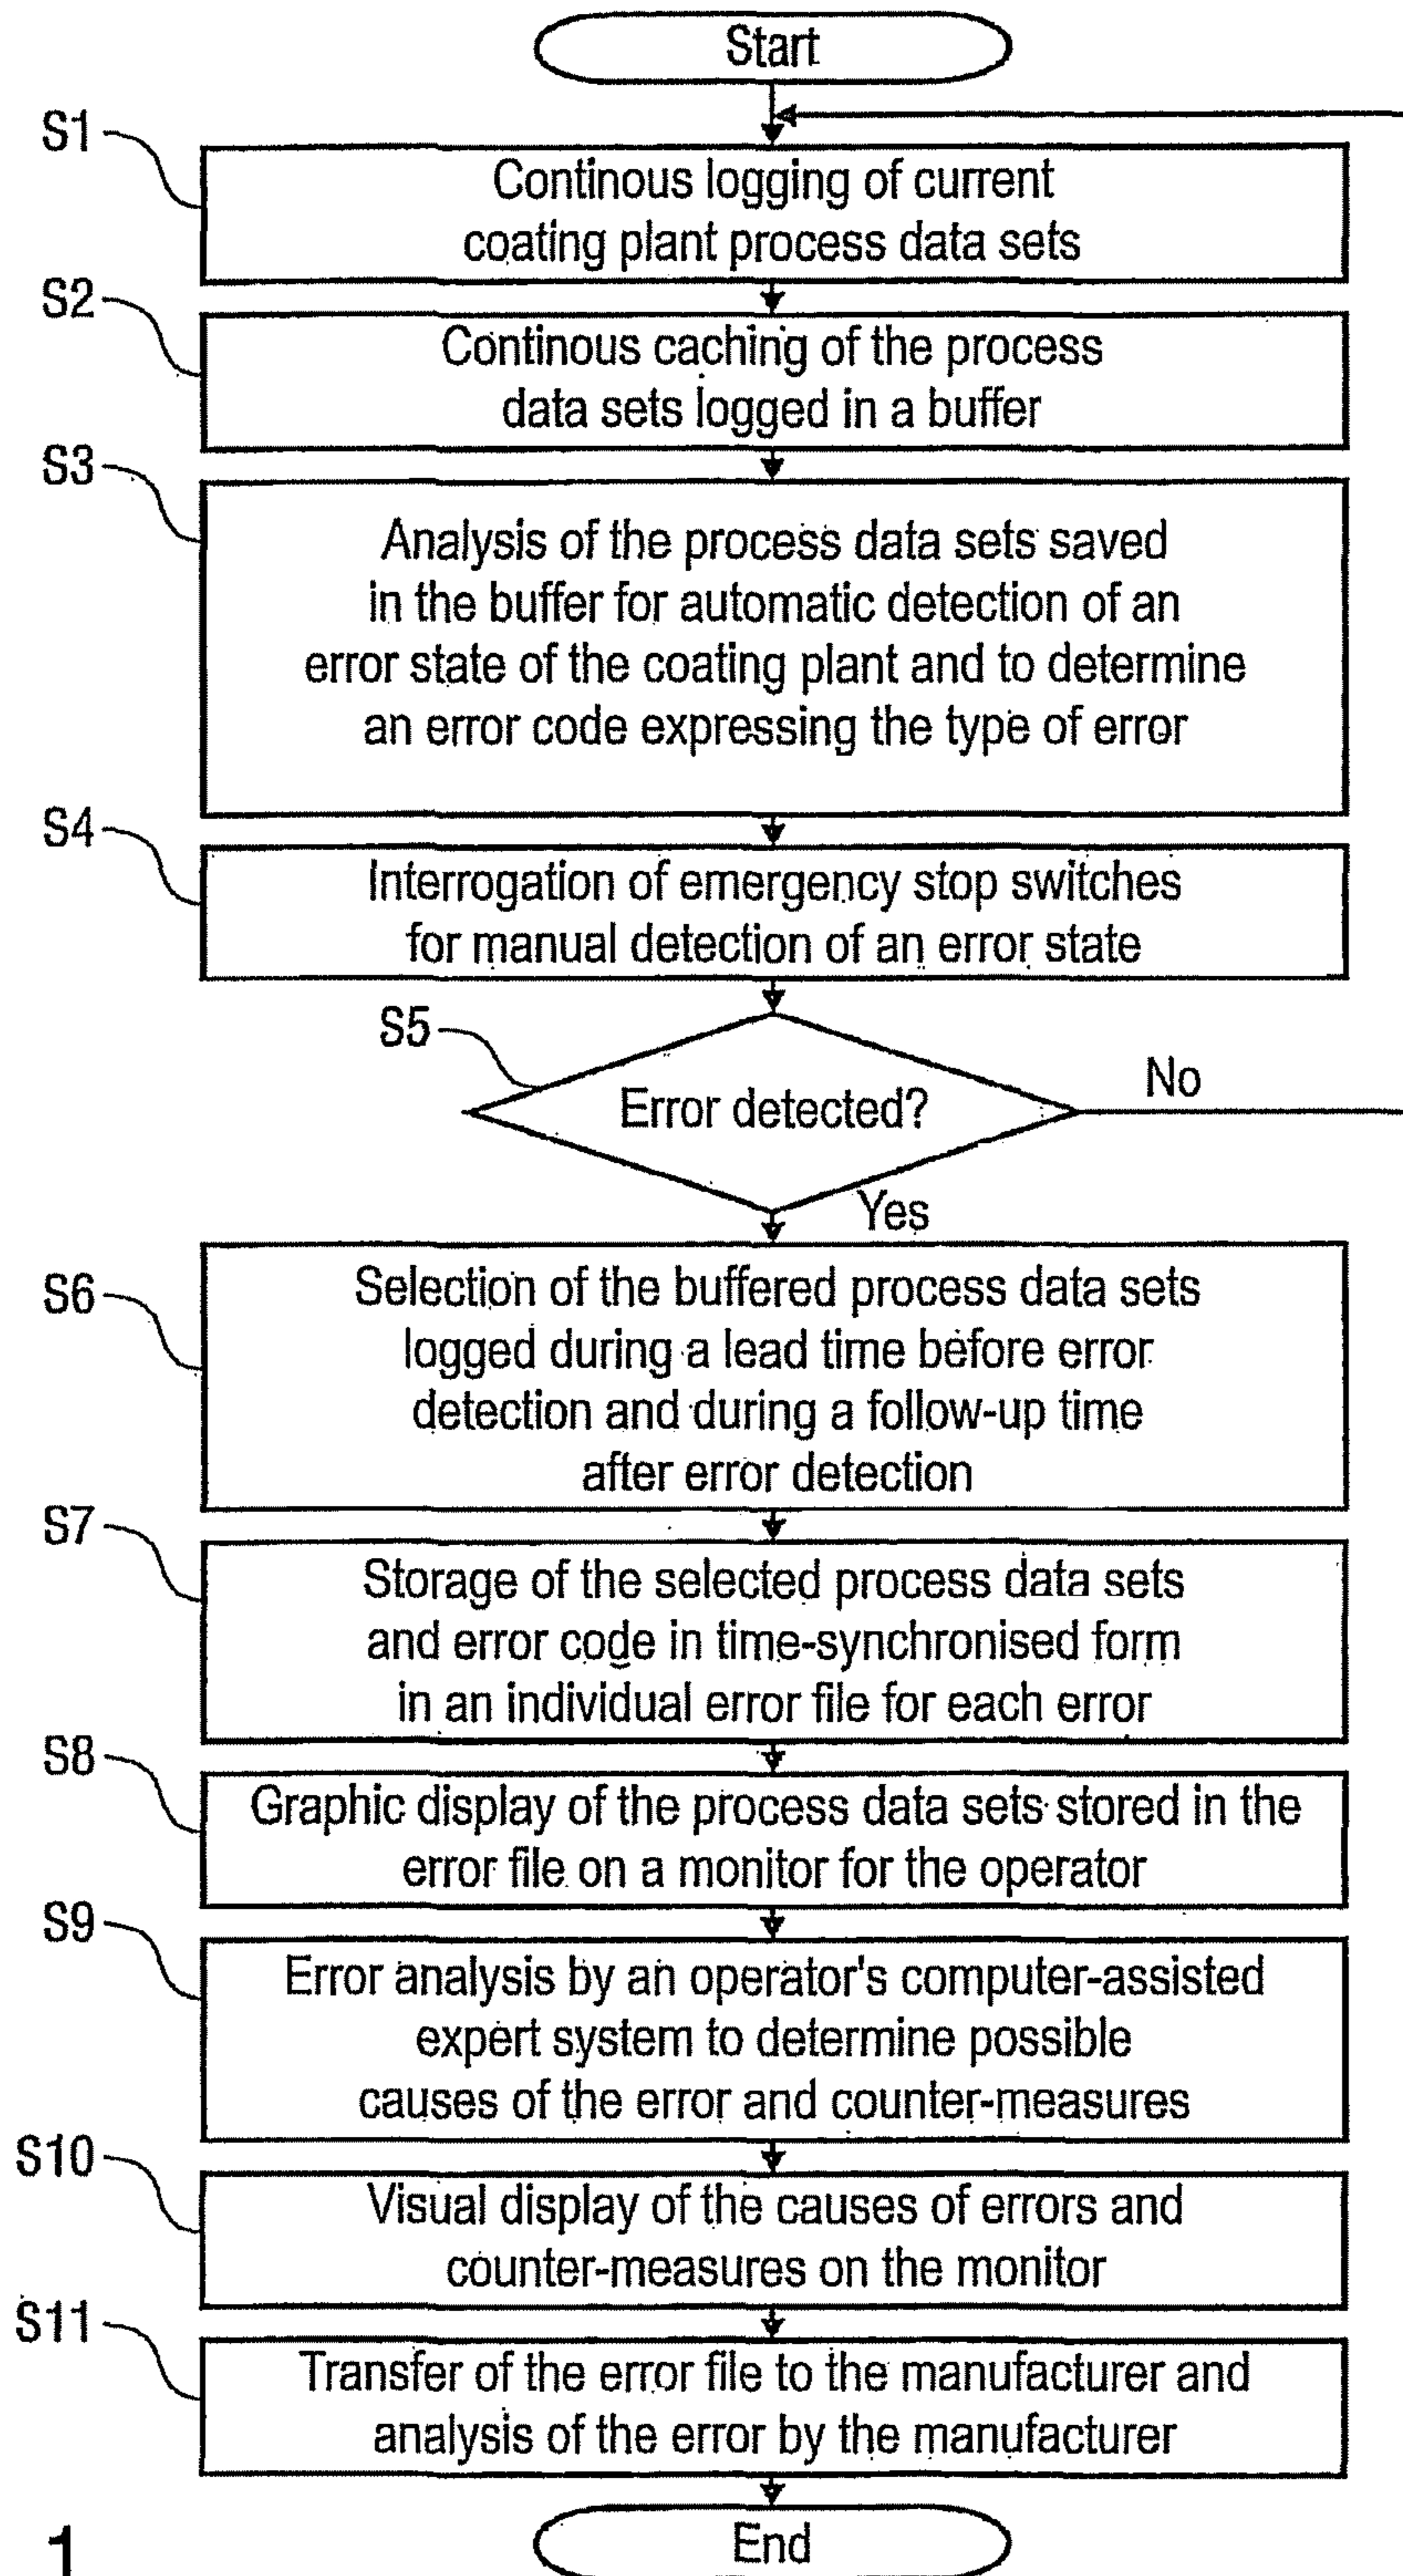 Start
S1
Continous logging of current
coating plant process data sets
S2
Continous caching of the process
data sets logged in a buffer
S3
Analysis of the process data sets saved
in the buffer for automatic detection of an
error state of the coating plant and to determine
an error code expressing the type of error
S4
Interrogation of emergency stop switches
for manual detection of an error state
S5
Error detected?
No
Yes
S6
Selection of the buffered process data sets
logged during a lead time before error
detection and during a follow-up time
after error detection
S7
Storage of the selected process data sets
and error code in time-synchronised form
in an individual error file for each error
S8
Graphic display of the process data sets stored in the
error file on a monitor for the operator
S9
Error analysis by an operator's computer-assisted
expert system to determine possible
causes of the error and counter-measures
S10
Visual display of the causes of errors and
counter-measures on the monitor
S11
Transfer of the error file to the manufacturer and
analysis of the error by the manufacturer
End
1